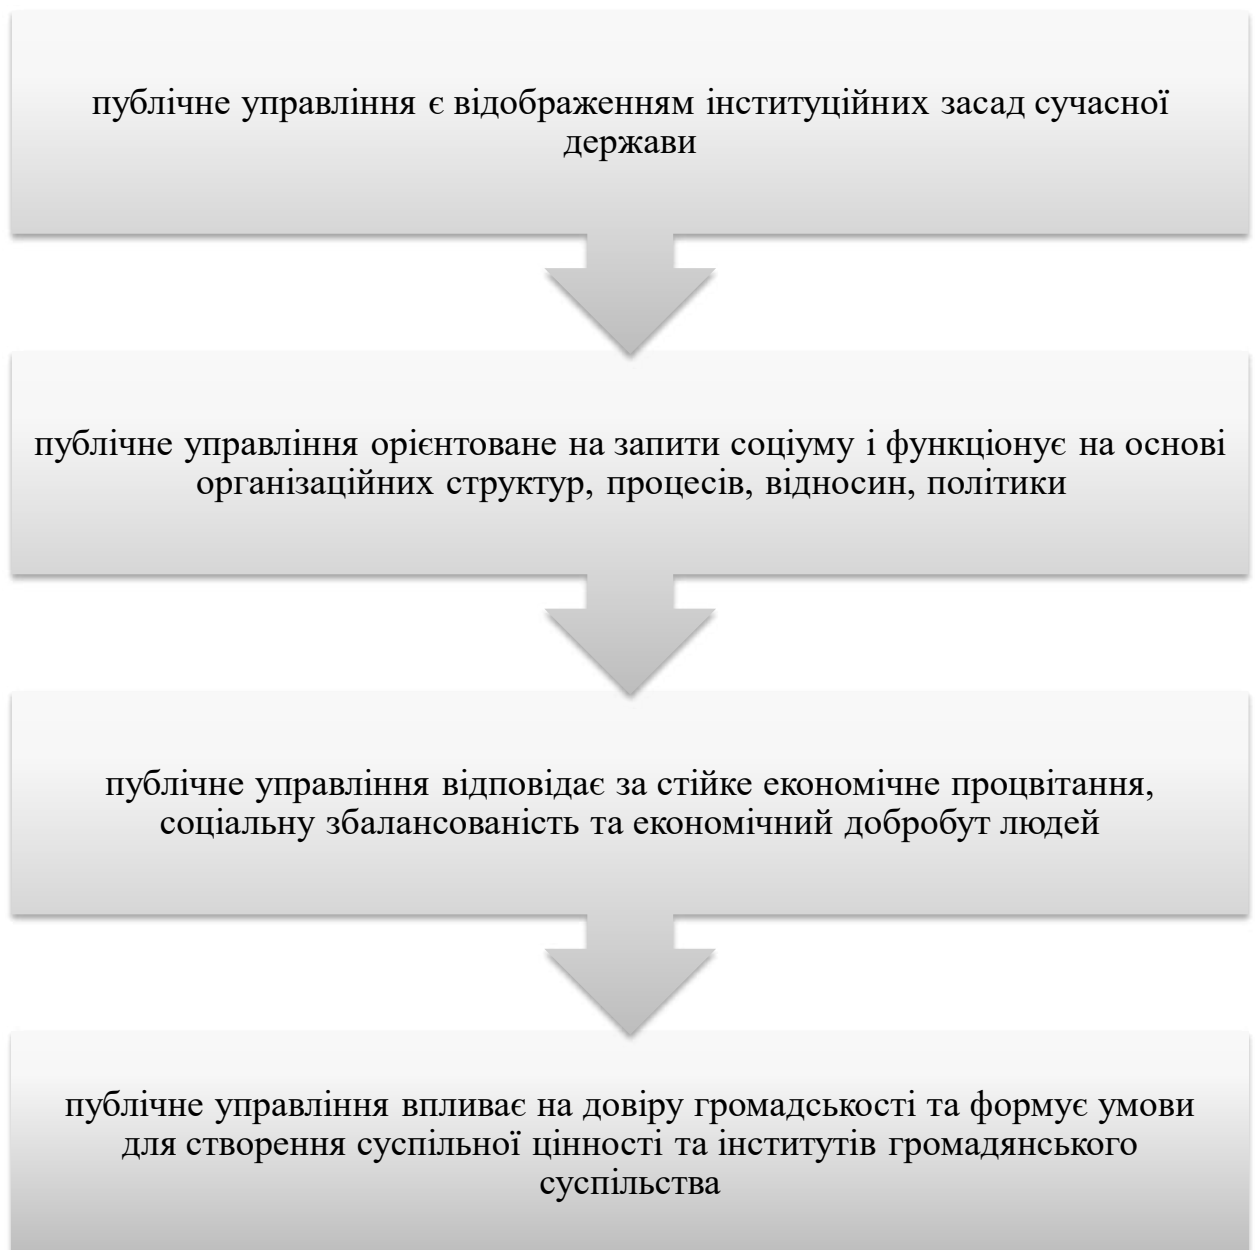 публічне управління є відображенням інституційних засад сучасної
держави
публічне управління орієнтоване на запити соціуму і функціонує на основі
організаційних структур, процесів, відносин, політики
публічне управління відповідає за стійке економічне процвітання,
соціальну збалансованість та економічний добробут людей
публічне управління впливає на довіру громадськості та формує умови
для створення суспільної цінності та інститутів громадянського
суспільства